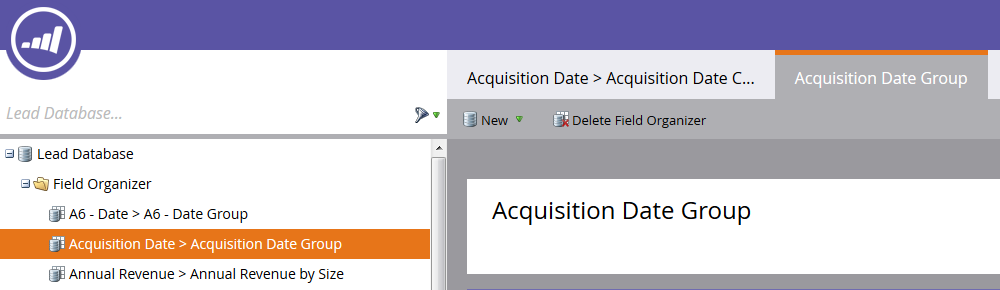 Acquisition Date > Acquisition Date C...
Acquisition Date Group
Lead Database...
New
Delete Field Organizer
Lead Database
Field Organizer
A6 - Date > A6 - Date Group
Acquisition Date > Acquisition Date Group
Annual Revenue > Annual Revenue by Size
Acquisition Date Group